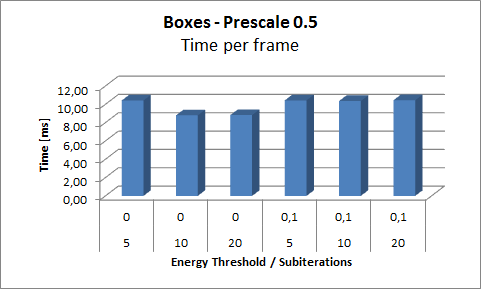 Boxes - Prescale 0.5
Time per frame
Time [ms]
12,00
10,00
8,00
6,00
4,00
2,00
0,00
0 0 0 0,1 0,1 0,1
5 10 20 5 10 20
Energy Threshold / Subiterations